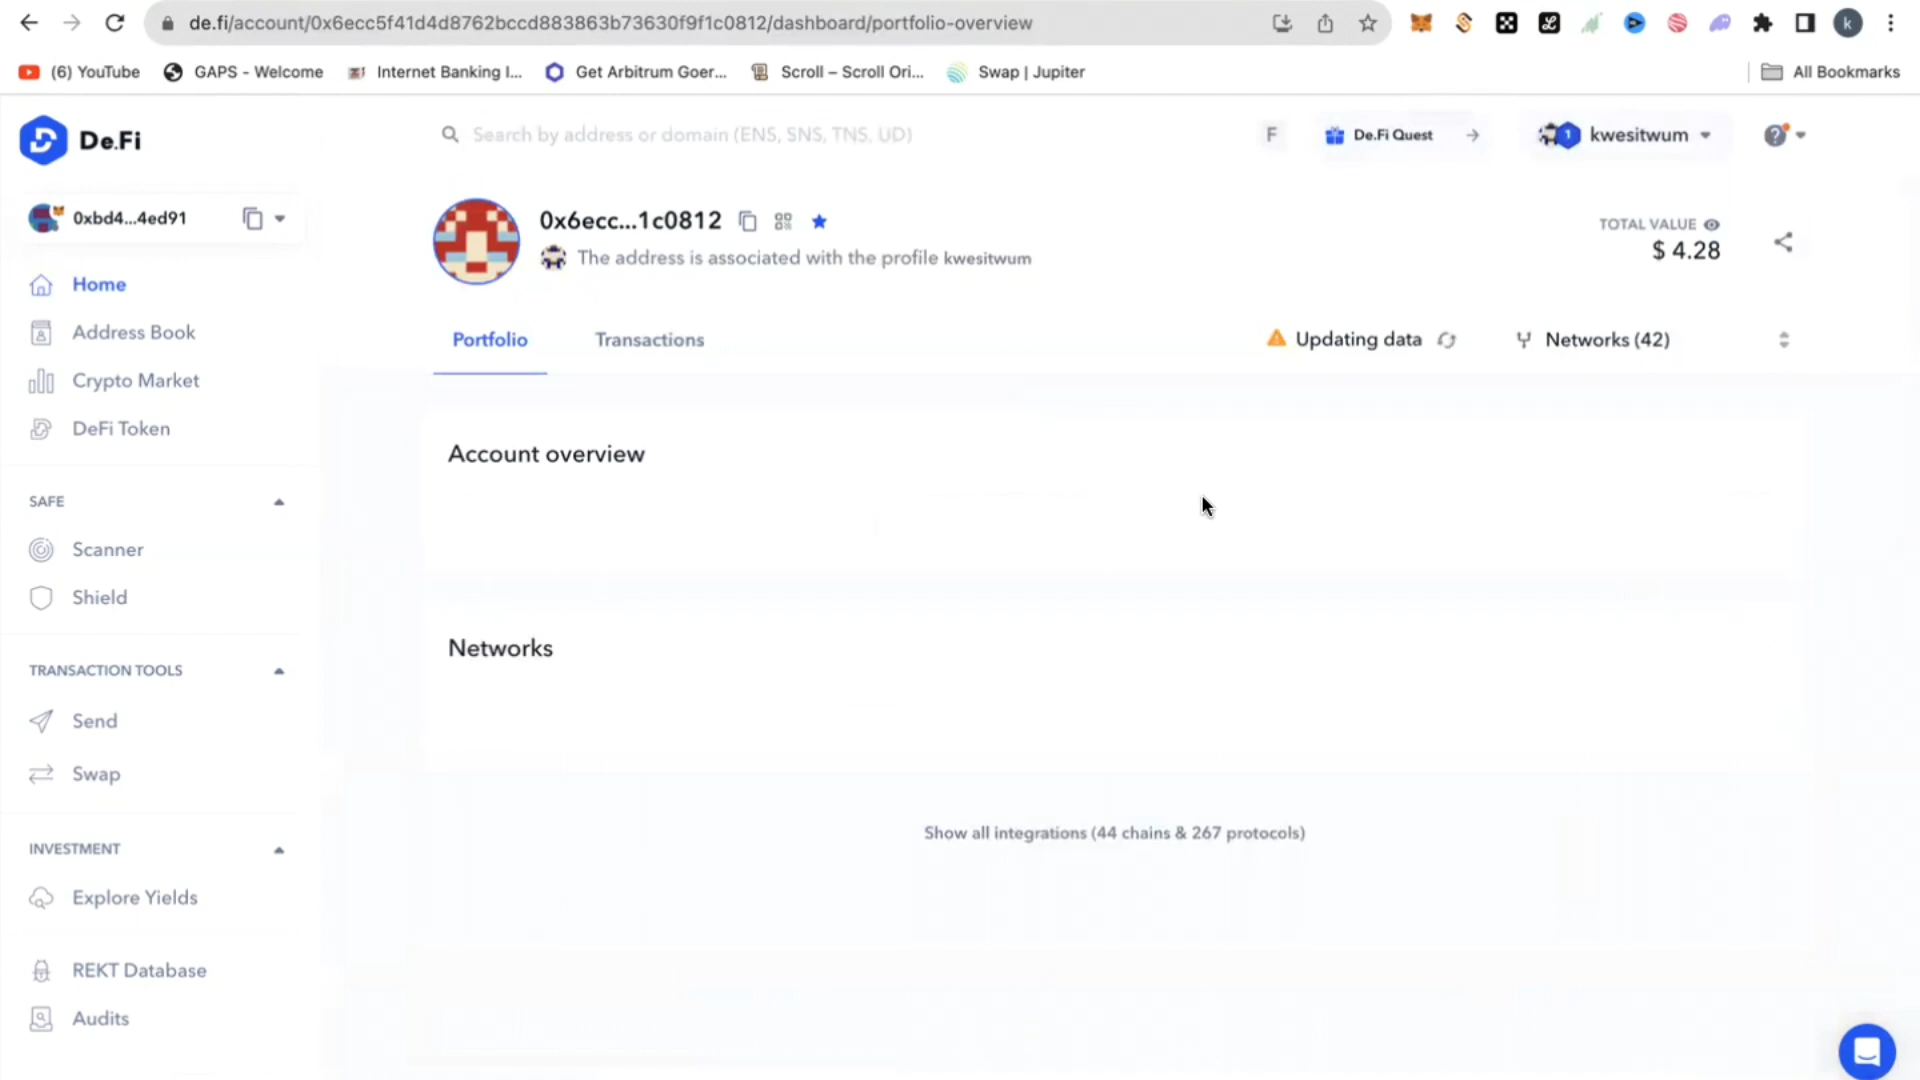 de.fi/account/0x6ecc5f41d4d8762bccd883863b73630f9f1c0812/dashboard/portfolio-overview
k
(6) YouTube
GAPS - Welcome
Internet Banking I...
Get Arbitrum Goer...
Scroll – Scroll Ori...
Swap | Jupiter
All Bookmarks
De.Fi
Search by address or domain (ENS, SNS, TNS, UD)
F
De.Fi Quest
1
kwesitwum
?
0xbd4...4ed91
0x6ecc...1c0812
The address is associated with the profile kwesitwum
TOTAL VALUE
$ 4.28
Home
Address Book
Crypto Market
DeFi Token
Portfolio
Transactions
Updating data
Networks (42)
Account overview
SAFE
Scanner
Shield
Networks
TRANSACTION TOOLS
Send
Swap
Show all integrations (44 chains & 267 protocols)
INVESTMENT
Explore Yields
REKT Database
Audits